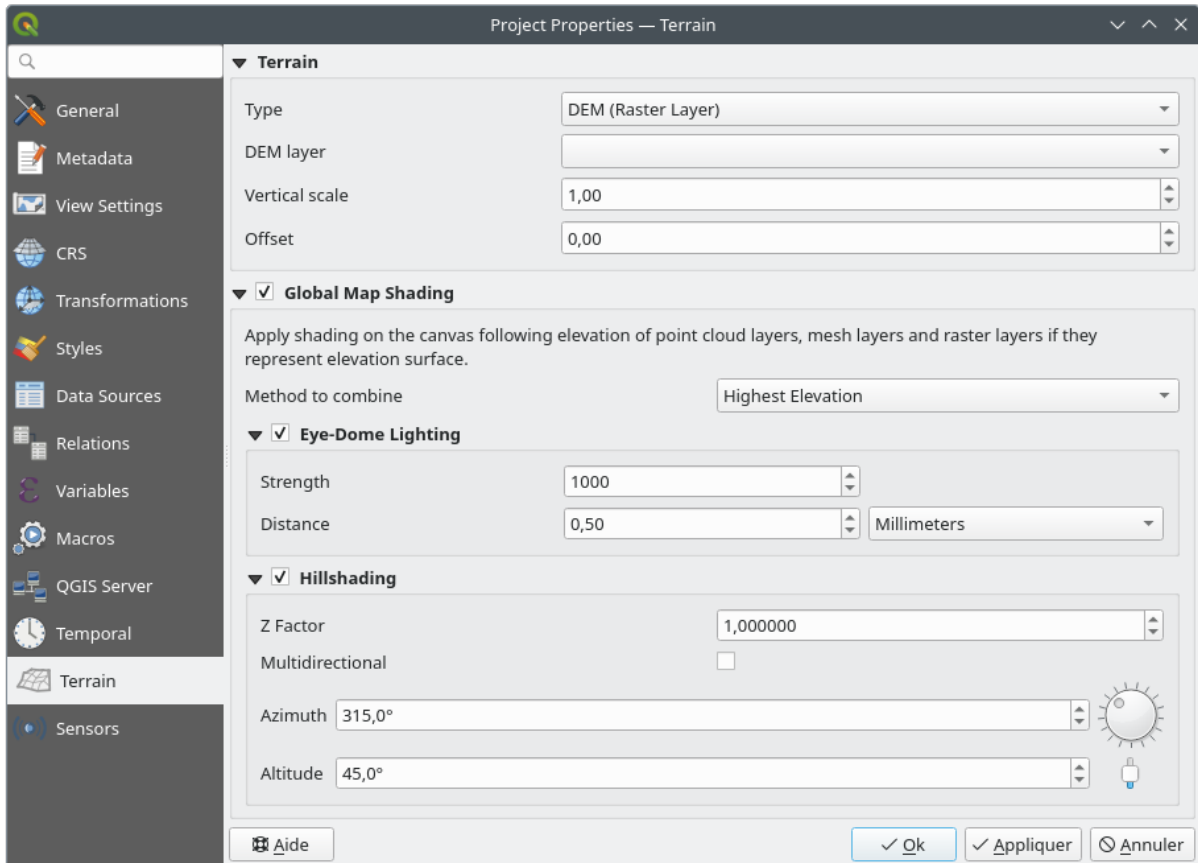 Project Properties — Terrain
General
Metadata
View Settings
CRS
Transformations
Styles
Data Sources
Relations
Variables
Macros
QGIS Server
Temporal
Terrain
Sensors
Terrain
Type DEM (Raster Layer)
DEM layer
Vertical scale 1,00
Offset 0,00
Global Map Shading
Apply shading on the canvas following elevation of point cloud layers, mesh layers and raster layers if they
represent elevation surface.
Method to combine Highest Elevation
Eye-Dome Lighting
Strength 1000
Distance 0,50 Millimeters
Hillshading
Z Factor 1,000000
Multidirectional
Azimuth 315,0°
Altitude 45,0°
Aide Ok Appliquer Annuler